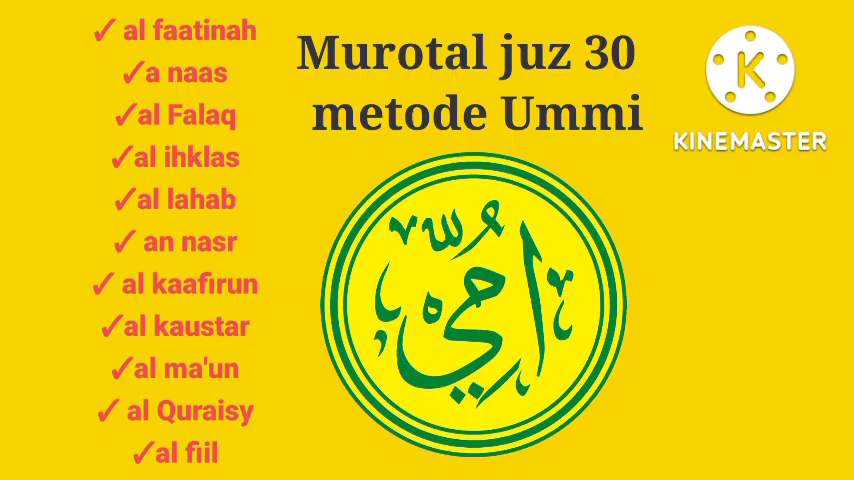 ✓ al faatinah
✓a naas
✓al Falaq
✓al ihklas
✓al lahab
✓ an nasr
✓ al kaafirun
✓al kaustar
✓al ma'un
✓ al Quraisy
✓al fiil
Murotal juz 30
metode Ummi
امي
K
KINEMASTER